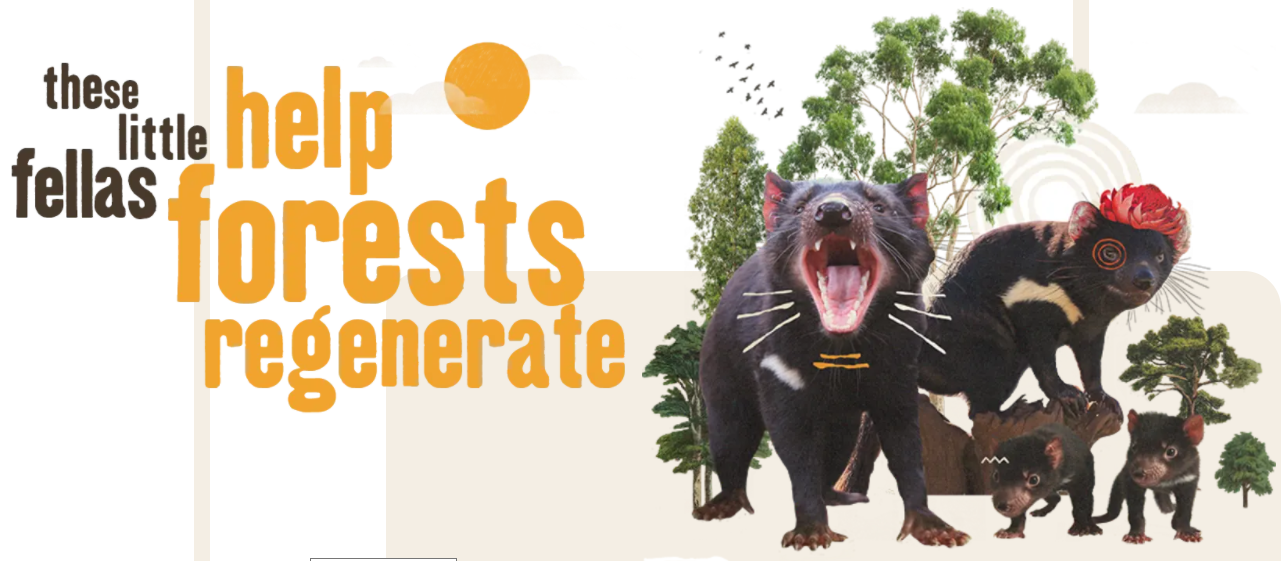 these
little
fellas
help
forests
regenerate